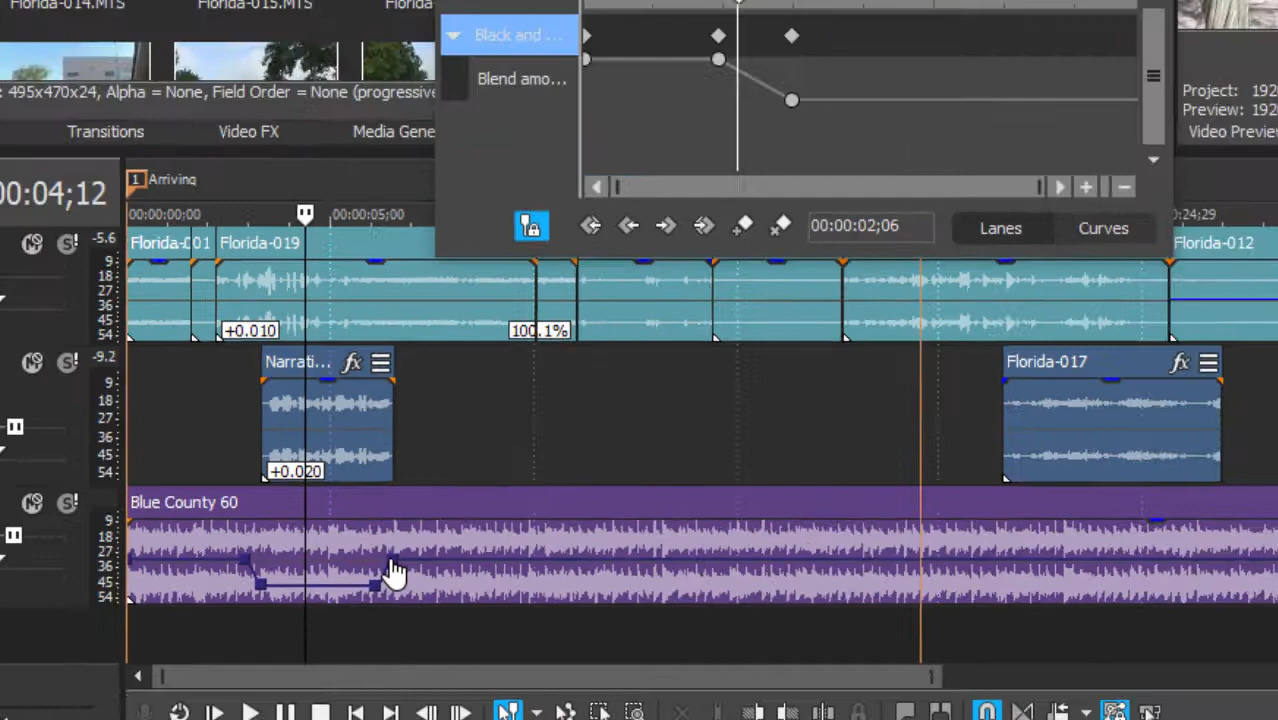 Florida-014.MTS
Florida-015.MTS
: 495x470x24, Alpha = None, Field Order = None (progressive
Transitions
Video FX
Media Gene
Black and ...
Blend amo...
Project: 192
Preview: 192
Video Previe
00:04;12
1 Arriving
00:00:00;00
00:00:05;00
00:00:02;06
Lanes
Curves
0:24;29
-5.6
Florida-001
Florida-019
Florida-012
9
18
27
36
45
54
+0.010
100.1%
-9.2
Narrati...
fx
Florida-017
fx
9
18
27
36
45
54
+0.020
Blue County 60
9
18
27
36
45
54